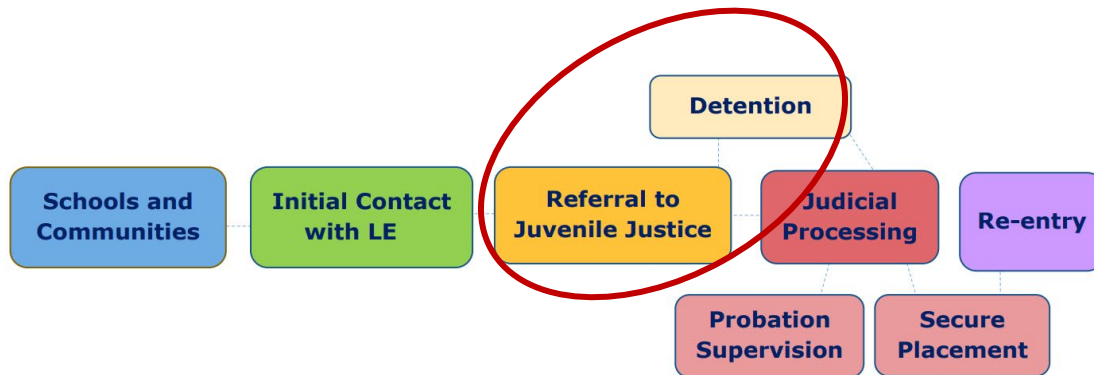 Detention
Schools and
Communities
Initial Contact
with LE
Referral to
Juvenile Justice
Judicial
Processing
Re-entry
Probation
Supervision
Secure
Placement